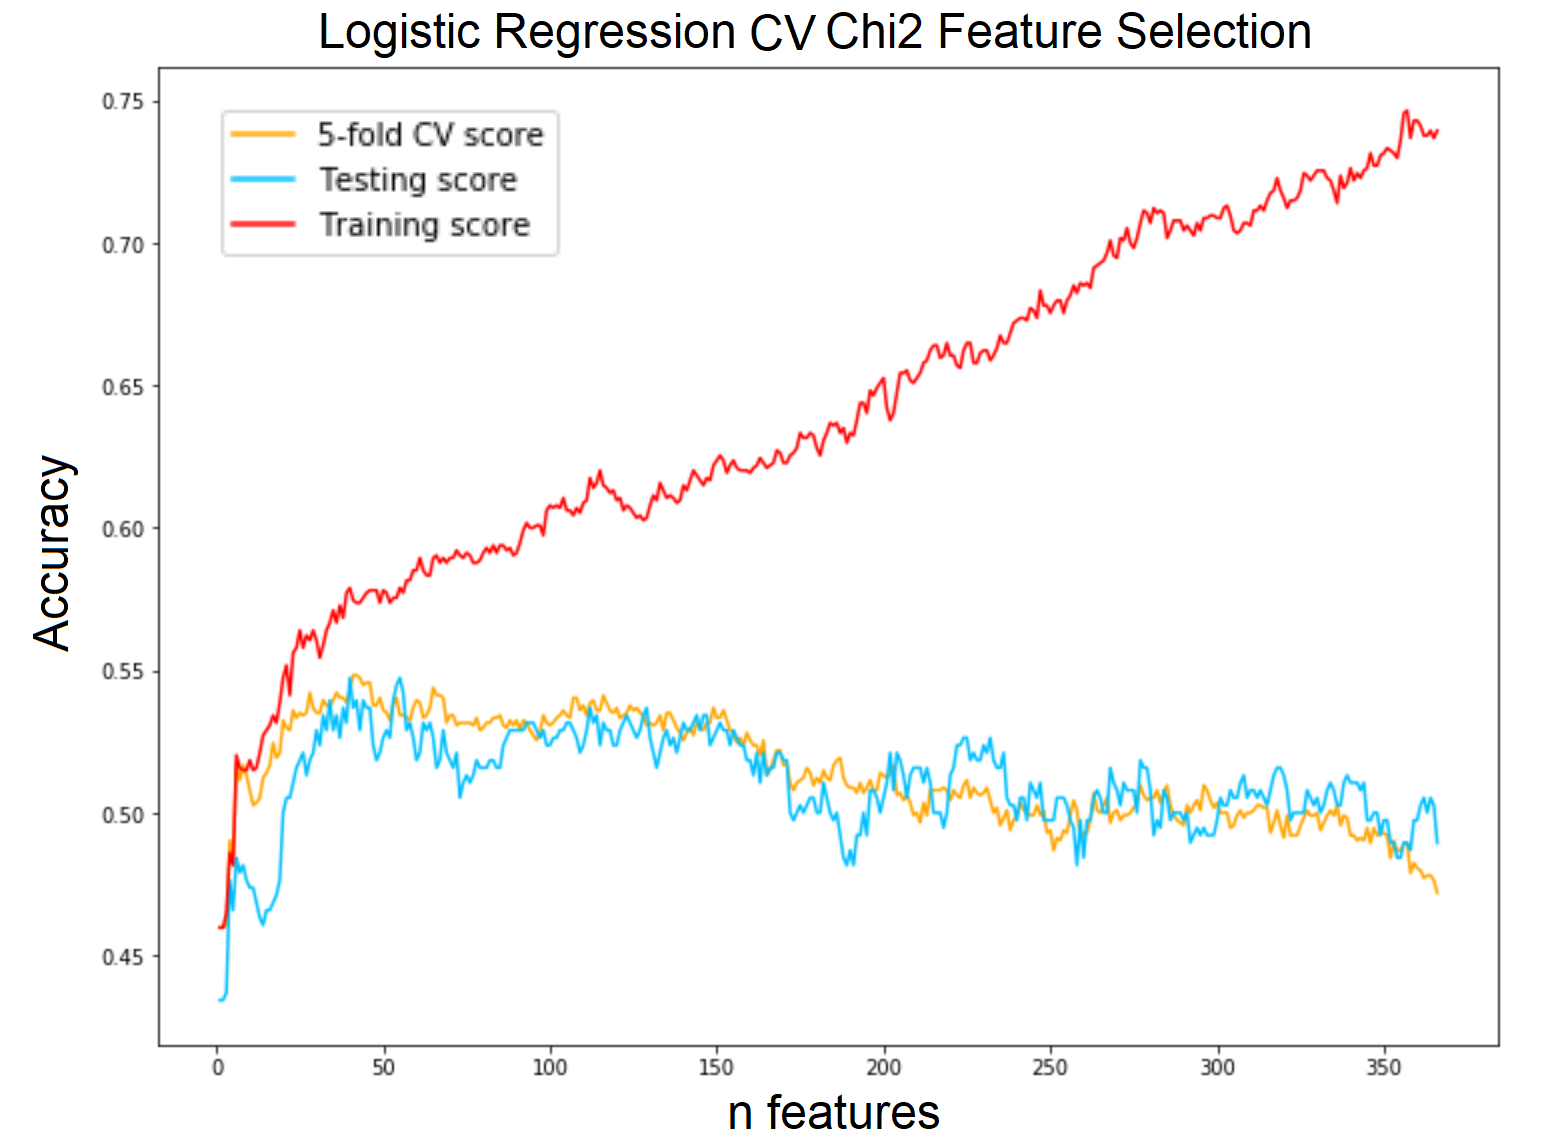 Logistic Regression CV Chi2 Feature Selection
5-fold CV score
Testing score
Training score
Accuracy
0.75
0.70
0.65
0.60
0.55
0.50
0.45
0 50 100 150 200 250 300 350
n features